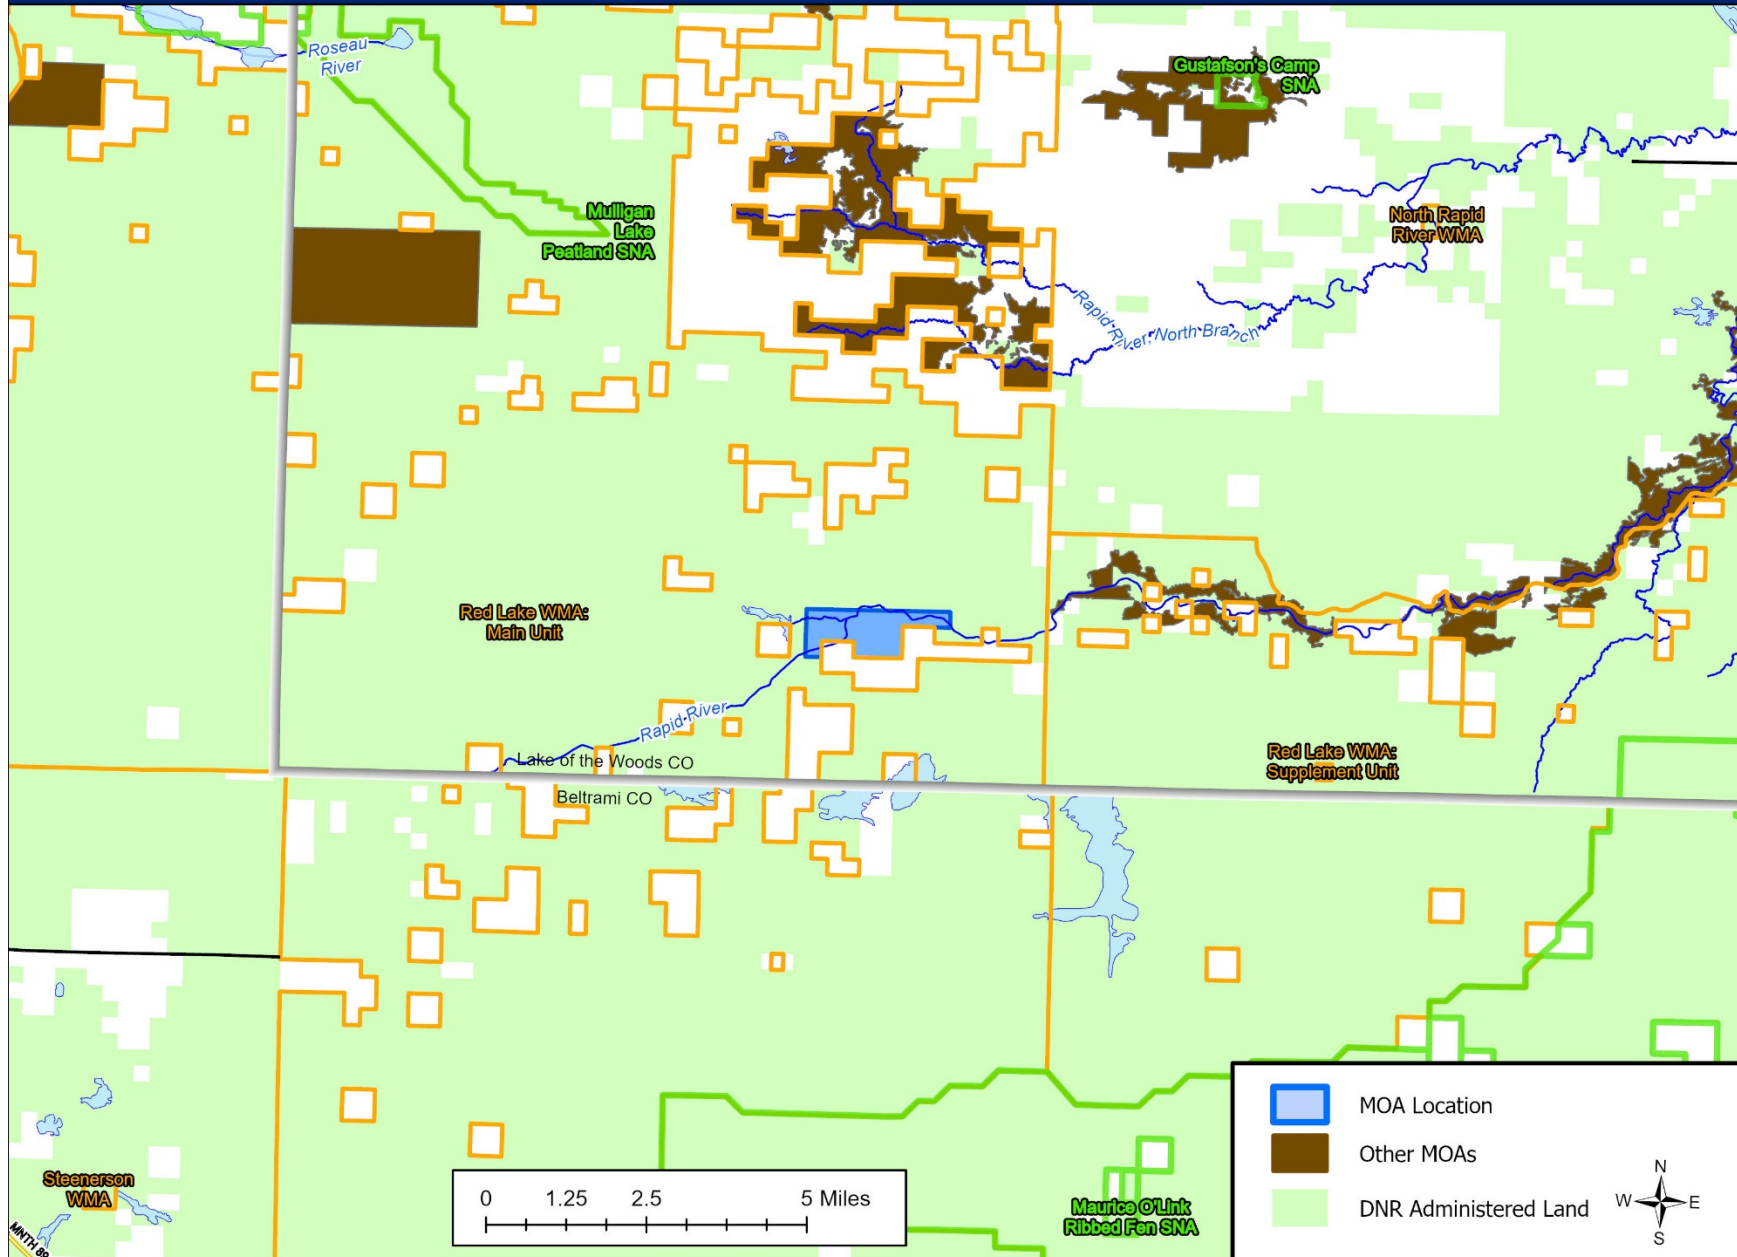 Roseau
River
Gustafson's Camp
SNA
Mulligan
Lake
Peatland SNA
North Rapid
River WMA
Rapid River, North Branch
Red Lake WMA:
Main Unit
Rapid River
Lake of the Woods CO
Beltrami CO
Red Lake WMA:
Supplement Unit
Steenerson
WMA
MNTH 89
0 1.25 2.5 5 Miles
Maurice O'Link
Ribbed Fen SNA
MOA Location
Other MOAs
DNR Administered Land
N
W E
S